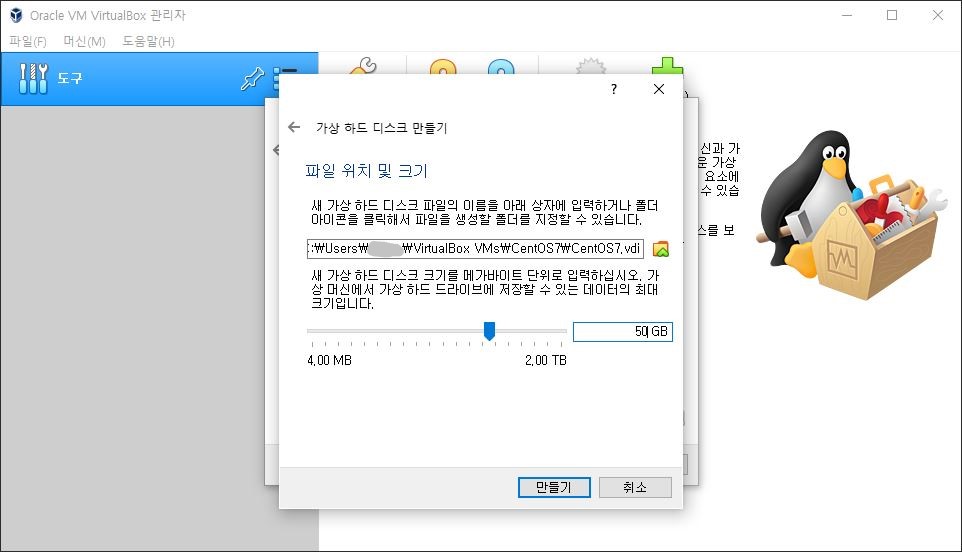 Oracle VM VirtualBox 관리자
파일(F) 머신(M) 도움말(H)
도구
?
가상 하드 디스크 만들기
신과 가
운 가상
요소에
수 있습
스를 보
파일 위치 및 크기
새 가상 하드 디스크 파일의 이름을 아래 상자에 입력하거나 폴더
아이콘을 클릭해서 파일을 생성할 폴더를 지정할 수 있습니다.
:₩Users₩ ₩VirtualBox VMs₩CentOS7₩CentOS7.vdi
새 가상 하드 디스크 크기를 메가바이트 단위로 입력하십시오. 가
상 머신에서 가상 하드 드라이브에 저장할 수 있는 데이터의 최대
크기입니다.
50 GB
4.00 MB 2.00 TB
만들기 취소